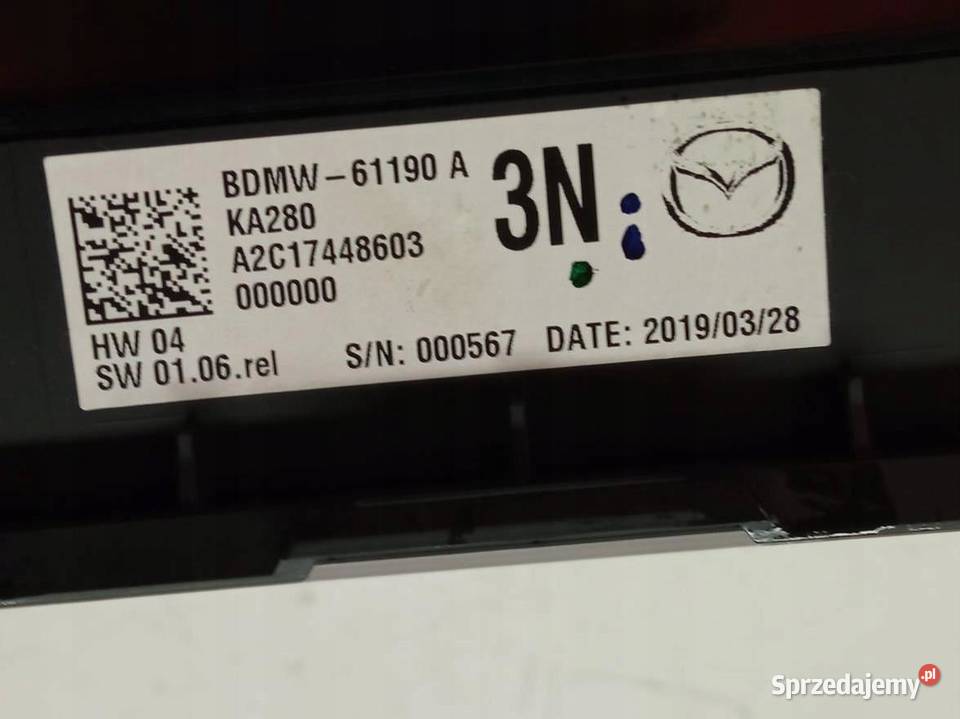 BDMW-61190 A
KA280
A2C17448603
000000
3N
HW 04
SW 01.06.rel
S/N: 000567 DATE: 2019/03/28
Sprzedajemy.pl